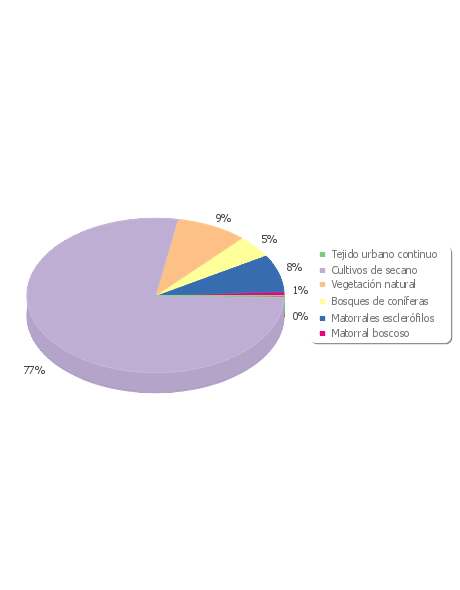 9%
5%
8%
1%
0%
77%
Tejido urbano continuo
Cultivos de secano
Vegetación natural
Bosques de coníferas
Matorrales esclerófilos
Matorral boscoso